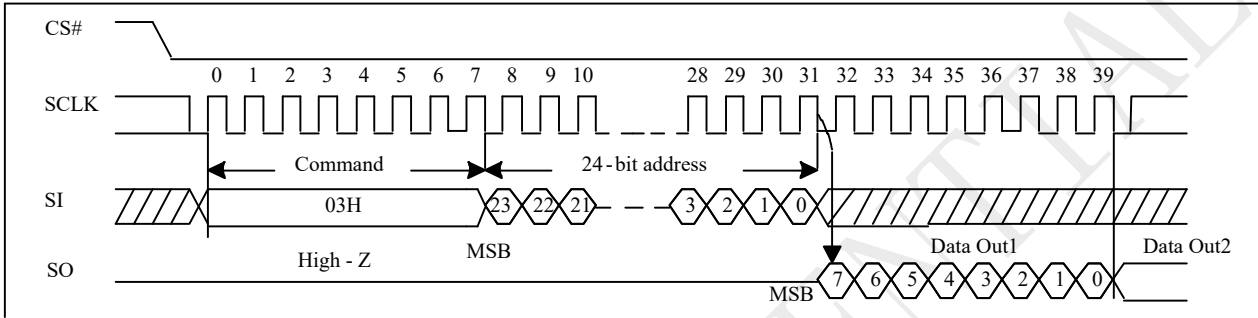 CS#
0 1 2 3 4 5 6 7 8 9 10 28 29 30 31 32 33 34 35 36 37 38 39
SCLK
Command 24-bit address
SI 03H 23 22 21 3 2 1 0
High - Z MSB Data Out1 Data Out2
SO MSB 7 6 5 4 3 2 1 0